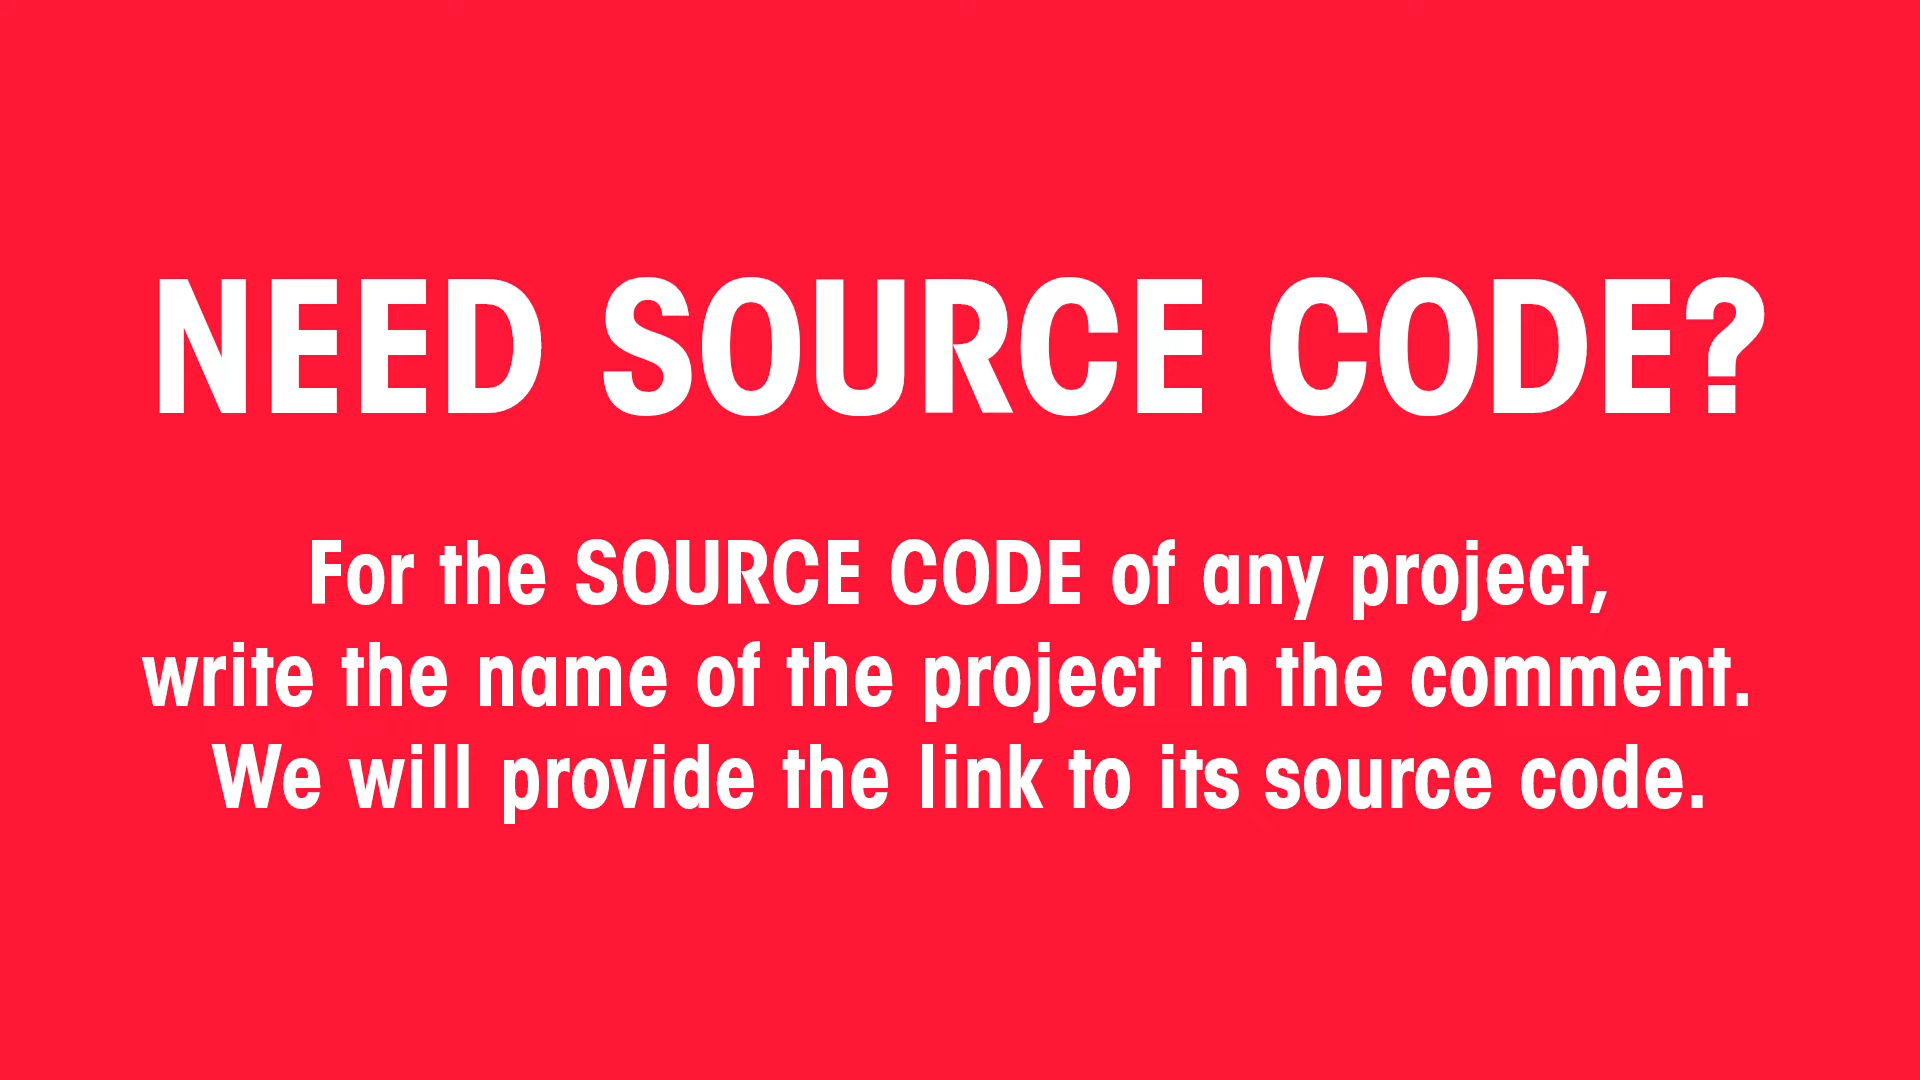 NEED SOURCE CODE?
For the SOURCE CODE of any project,
write the name of the project in the comment.
We will provide the link to its source code.